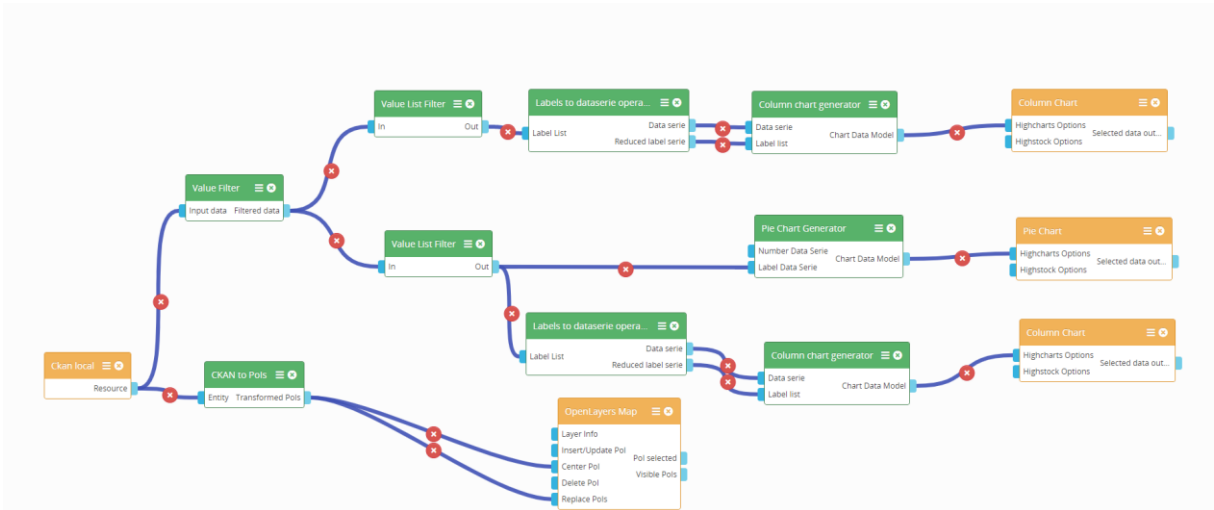 Value List Filter
In Out
Labels to dataserie opera...
Data serie
Label List
Reduced label serie
Column chart generator
Data serie
Chart Data Model
Label list
Column Chart
Highcharts Options
Selected data out...
Highstock Options
Value Filter
Input data Filtered data
Value List Filter
In Out
Pie Chart Generator
Number Data Serie
Chart Data Model
Label Data Serie
Pie Chart
Highcharts Options
Selected data out...
Highstock Options
Labels to dataserie opera...
Data serie
Label List
Reduced label serie
Column chart generator
Data serie
Chart Data Model
Label list
Column Chart
Highcharts Options
Selected data out...
Highstock Options
Ckan local
Resource
CKAN to PoIs
Entity Transformed PoIs
OpenLayers Map
Layer Info
Insert/Update PoI
PoI selected
Center PoI
Visible PoIs
Delete PoI
Replace PoIs